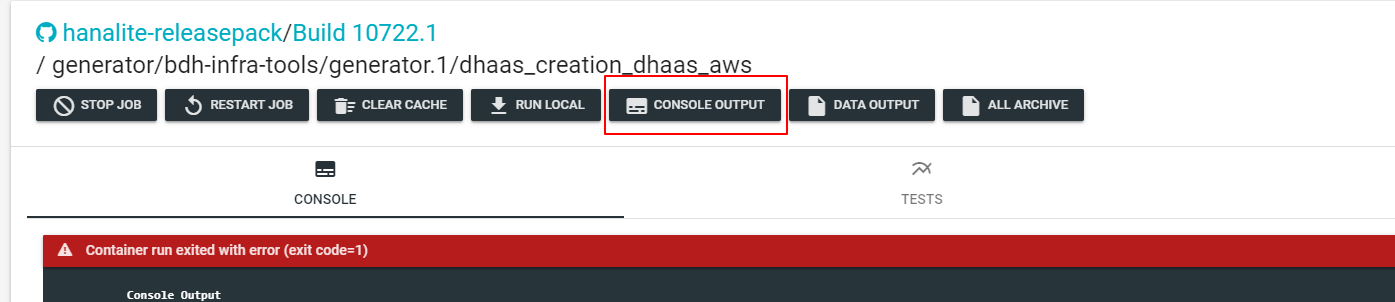 hanalite-releasepack/Build 10722.1
/ generator/bdh-infra-tools/generator.1/dhaas_creation_dhaas_aws
STOP JOB RESTART JOB CLEAR CACHE RUN LOCAL CONSOLE OUTPUT DATA OUTPUT ALL ARCHIVE
CONSOLE TESTS
Container run exited with error (exit code=1)
Console Output